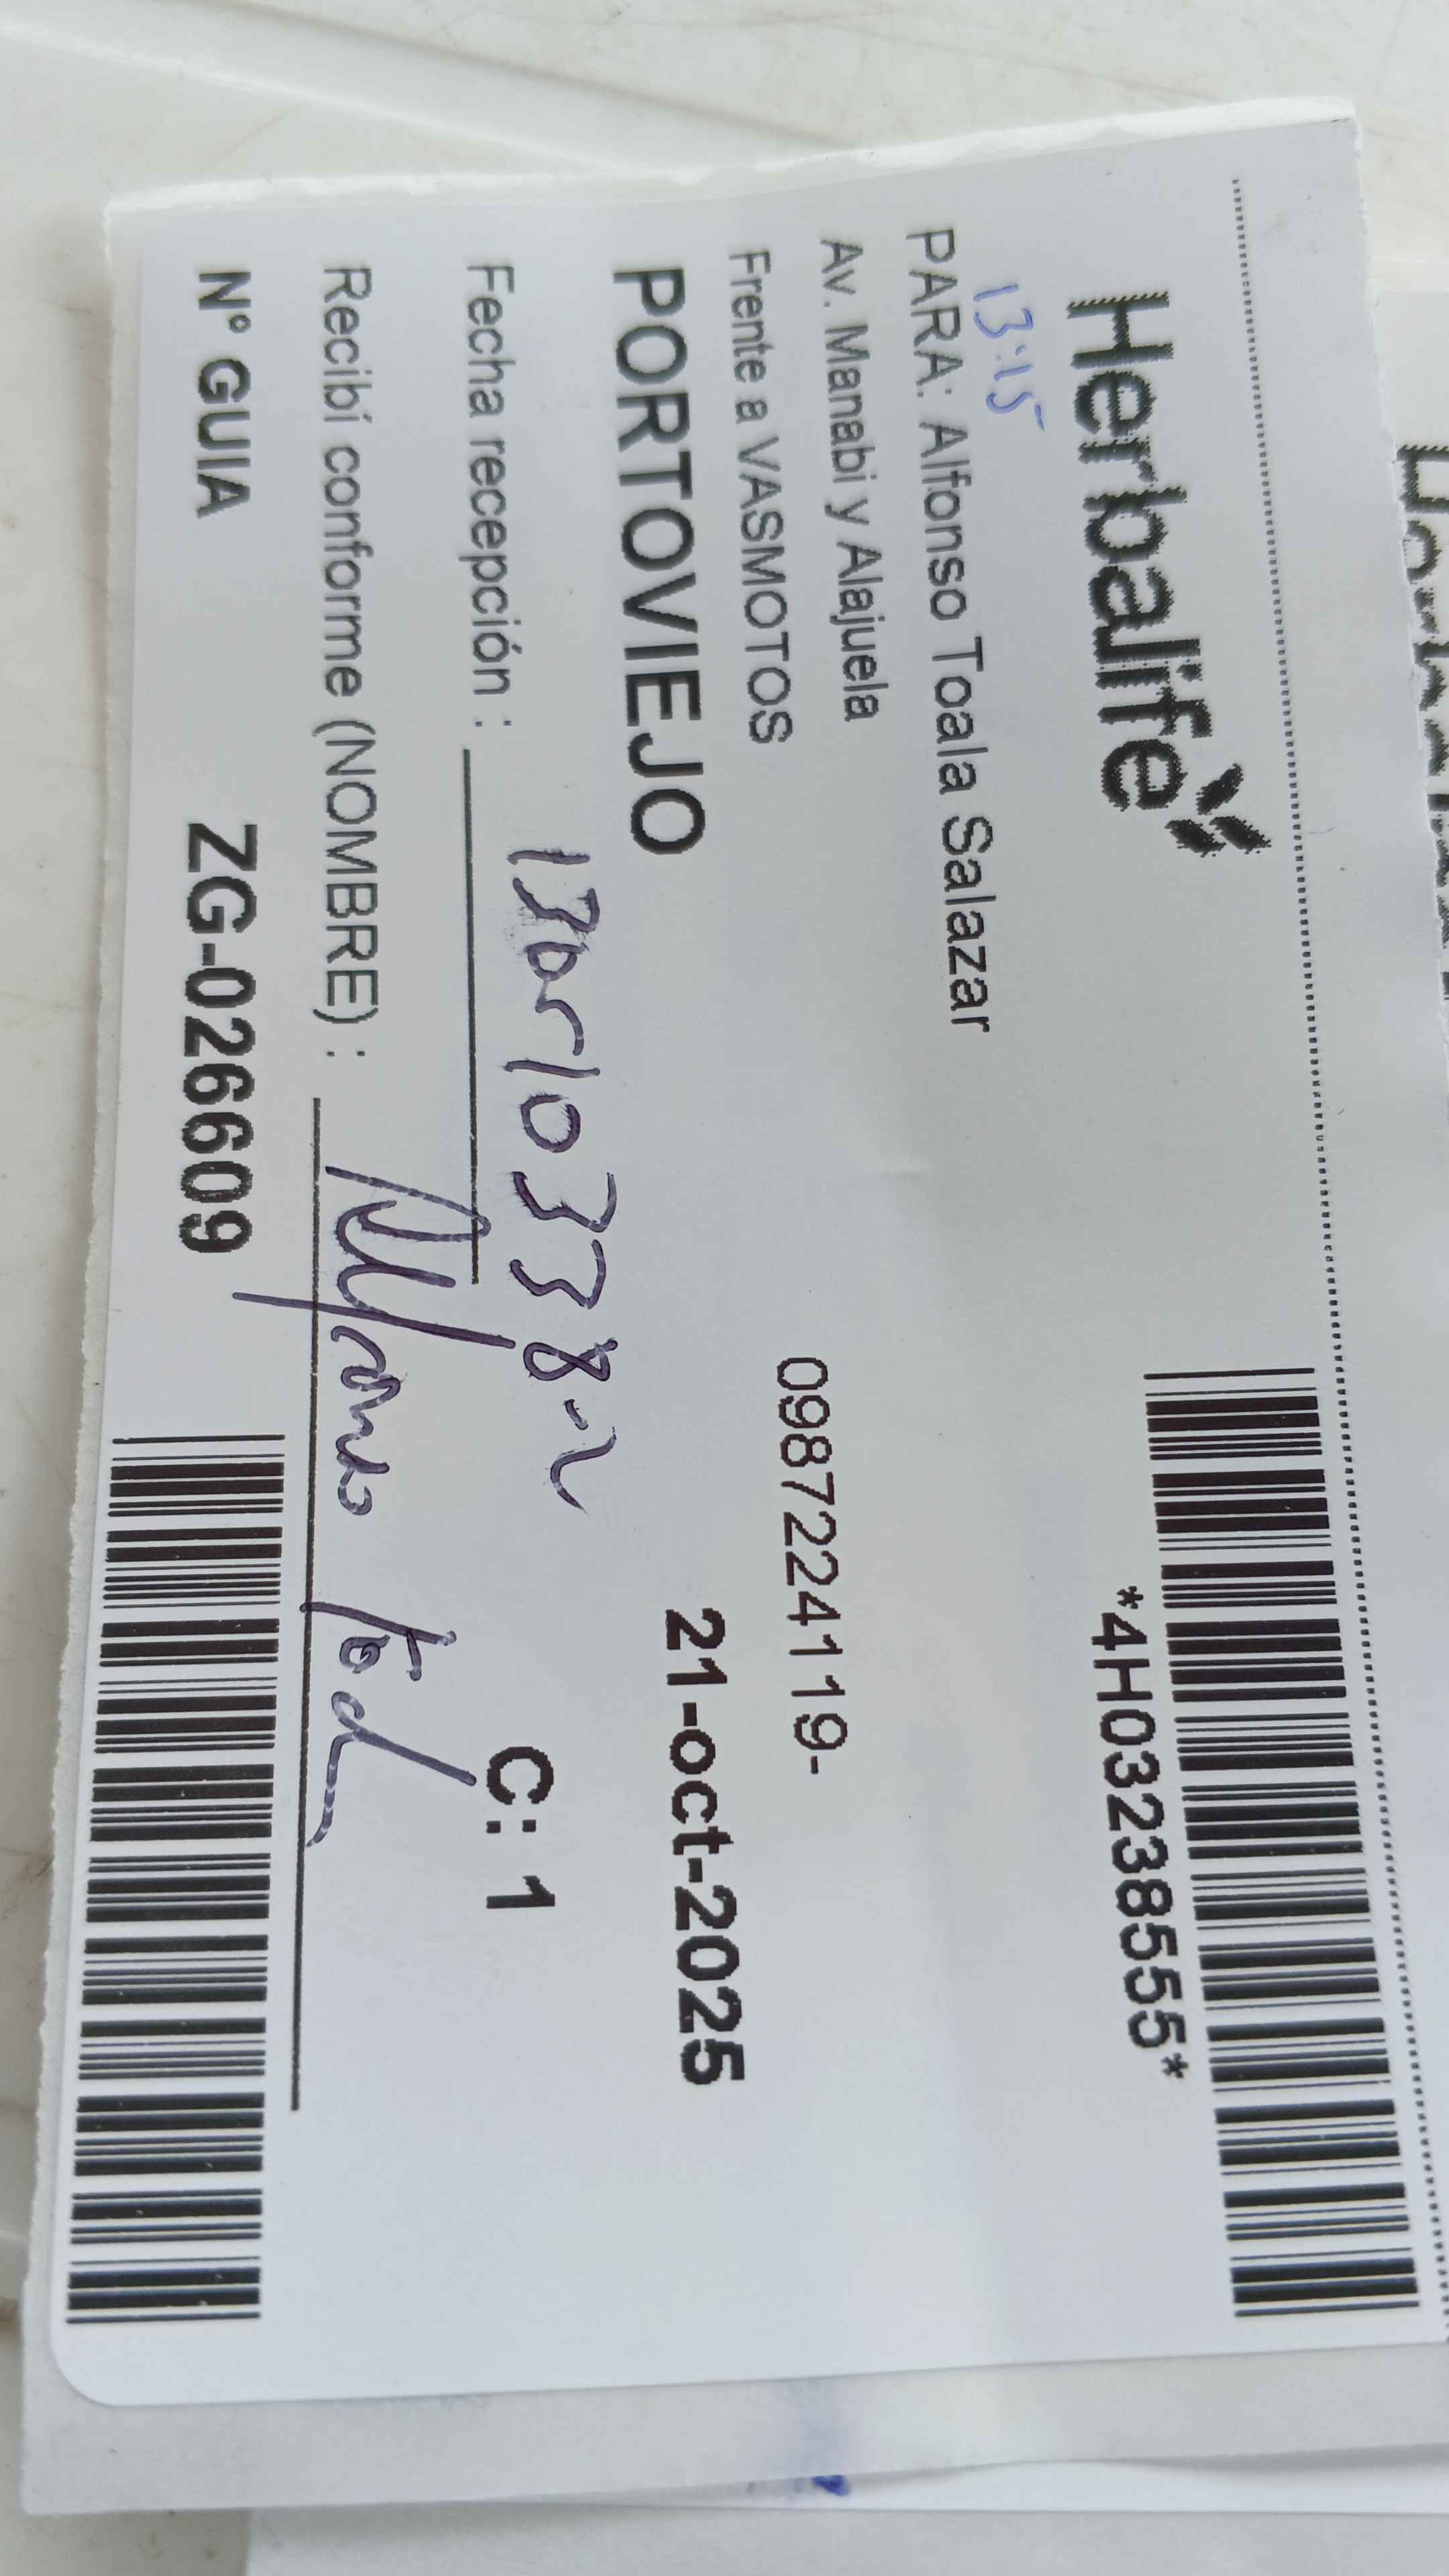 Herbalife
*4H03238555*
13:15
PARA: Alfonso Toala Salazar
Av. Manabi y Alajuela
Frente a VASMOTOS
0987224119-
PORTOVIEJO
21-oct-2025
Fecha recepción :
C: 1
Recibí conforme (NOMBRE) :
Nº GUIA
ZG-026609